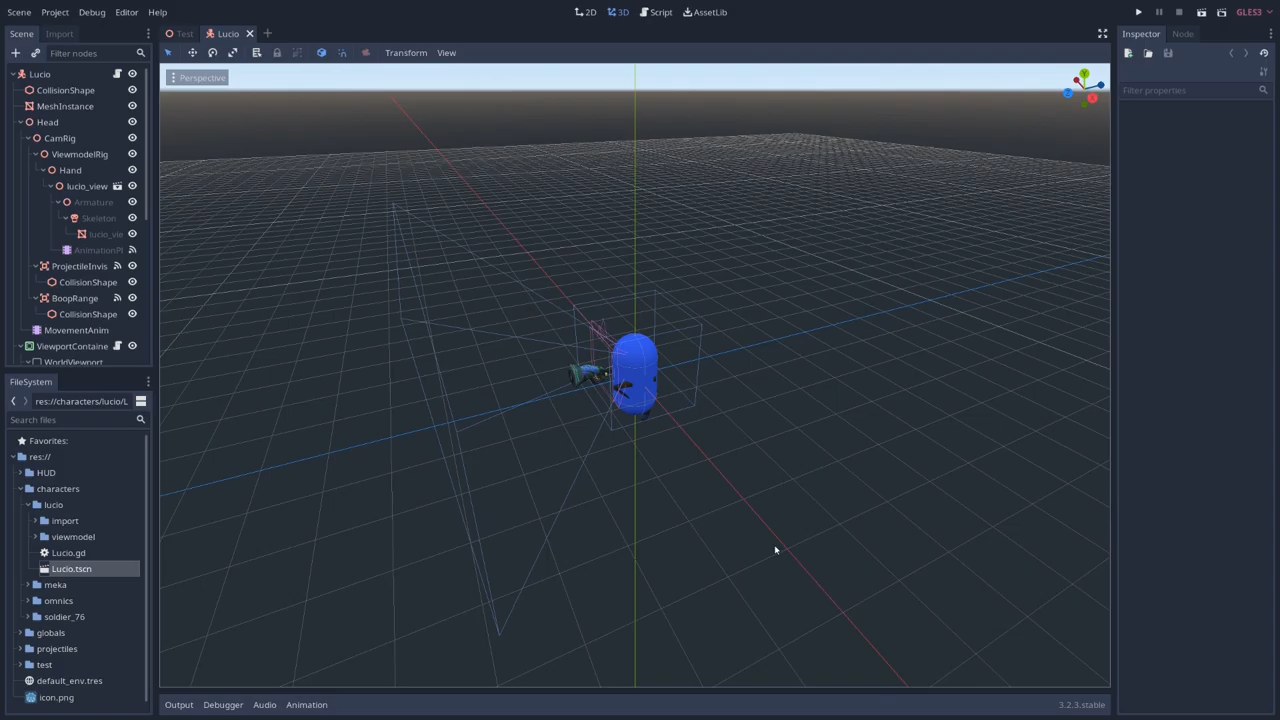 Scene Project Debug Editor Help
2D 3D Script AssetLib
GLES3
Scene Import
Test Lucio
Inspector Node
Filter nodes
Transform View
Perspective
Y
Filter properties
Lucio
CollisionShape
MeshInstance
Head
CamRig
ViewmodelRig
Hand
lucio_view
Armature
Skeleton
lucio_vie
AnimationPl
ProjectileInvis
CollisionShape
BoopRange
CollisionShape
MovementAnim
ViewportContaine
WorldViewport
FileSystem
res://characters/lucio/L
Search files
Favorites:
res://
HUD
characters
lucio
import
viewmodel
Lucio.gd
Lucio.tscn
meka
omnics
soldier_76
globals
projectiles
test
default_env.tres
icon.png
Output Debugger Audio Animation
3.2.3.stable